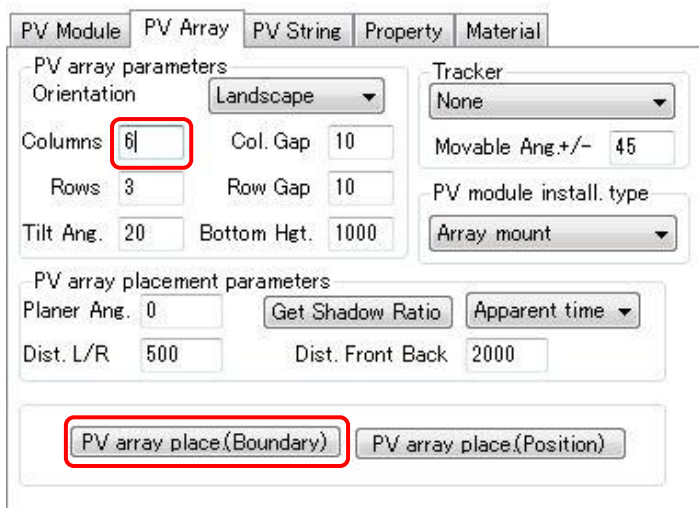 PV Module PV Array PV String Property Material
PV array parameters
Orientation Landscape
Columns 6 Col. Gap 10
Rows 3 Row Gap 10
Tilt Ang. 20 Bottom Hgt. 1000
Tracker
None
Movable Ang.+/- 45
PV module install. type
Array mount
PV array placement parameters
Planer Ang. 0 Get Shadow Ratio Apparent time
Dist. L/R 500 Dist. Front Back 2000
PV array place.(Boundary) PV array place.(Position)